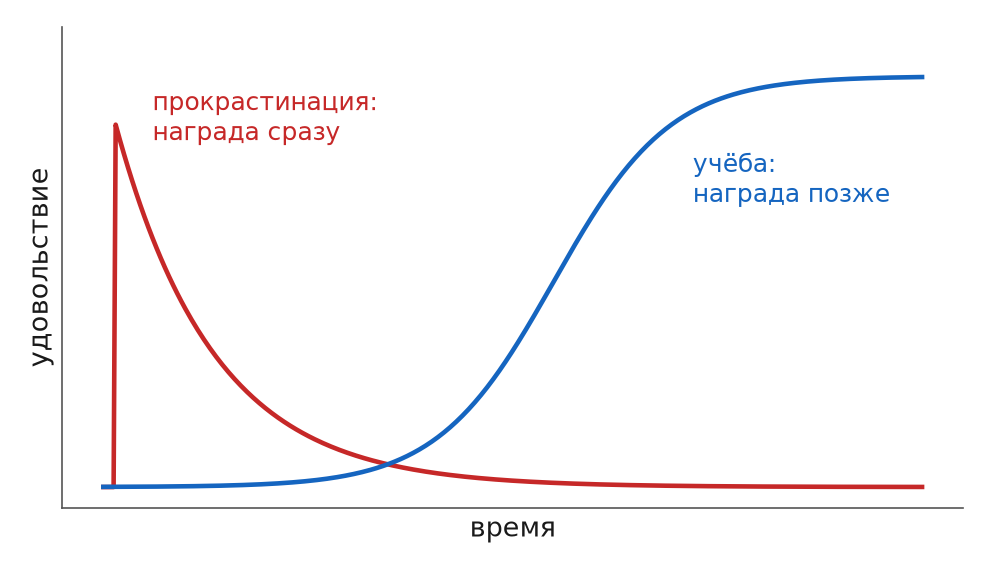 прокрастинация:
награда сразу
учёба:
награда позже
удовольствие
время